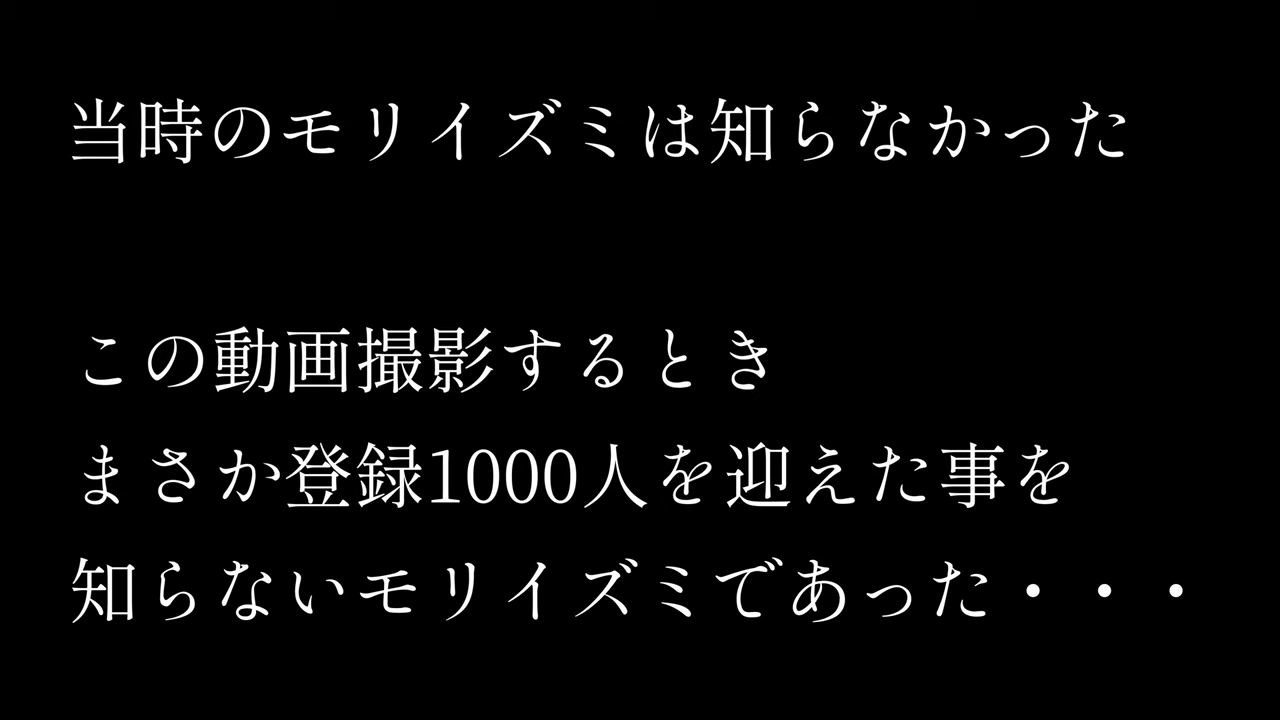 当時のモリイズミは知らなかった
この動画撮影するとき
まさか登録1000人を迎えた事を
知らないモリイズミであった・・・